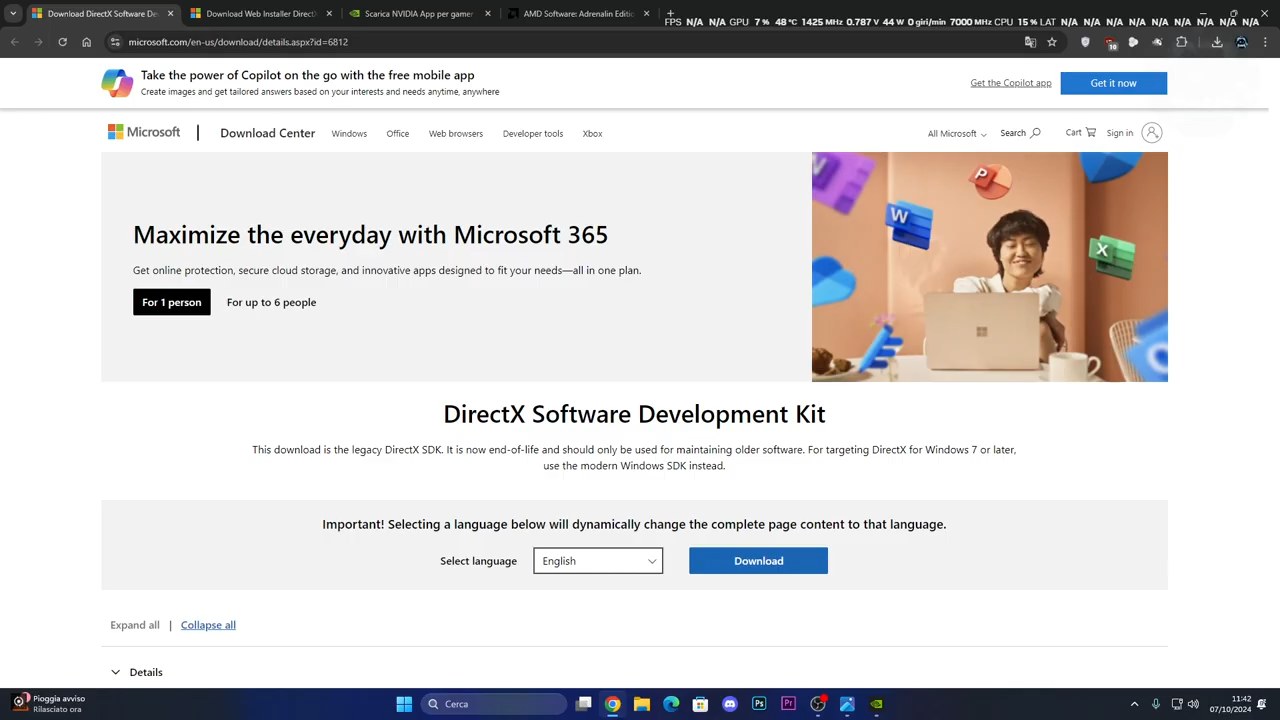 Download DirectX Software Dev
Download Web Installer DirectX
Scarica NVIDIA App per gamer
AMD Software: Adrenalin Editio
FPS N/A N/A GPU 7 % 48 °C 1425 MHz 0.787 V 44 W 0 giri/min 7000 MHz CPU 15 % LAT N/A N/A N/A N/A N/A N/A N/A N/A N/A
microsoft.com/en-us/download/details.aspx?id=6812
10
Take the power of Copilot on the go with the free mobile app
Create images and get tailored answers based on your interests from home, anywhere
Get the Copilot app
Get it now
Microsoft
Download Center
Windows
Office
Web browsers
Developer tools
Xbox
All Microsoft
Search
Cart
Sign in
Maximize the everyday with Microsoft 365
Get online protection, secure cloud storage, and innovative apps designed to fit your needs—all in one plan.
For 1 person
For up to 6 people
W
P
W
X
DirectX Software Development Kit
This download is the legacy DirectX SDK. It is now end-of-life and should only be used for maintaining older software. For targeting DirectX for Windows 7 or later,
use the modern Windows SDK instead.
Important! Selecting a language below will dynamically change the complete page content to that language.
Select language
English
Download
Expand all | Collapse all
Details
Pioggia avviso
Rilasciato ora
Cerca
Ps
Pr
11:42
07/10/2024